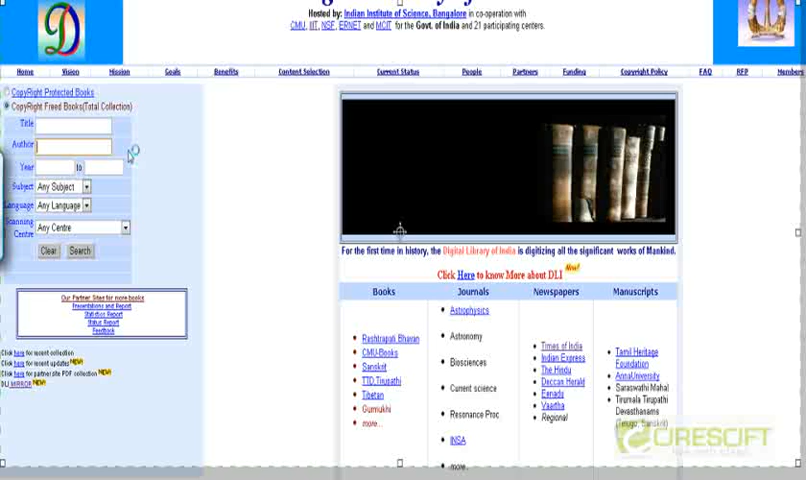 Hosted by: Indian Institute of Science, Bangalore in co-operation with
CMU, IIIT, NSF, ERNET and MCIT for the Govt. of India and 21 participating centers.
Home Vision Mission Goals Benefits Content Selection Current Status People Partners Funding Copyright Policy FAQ RFP Members
CopyRight Protected Books
CopyRight Freed Books(Total Collection)
Title
Author
Year to
Subject Any Subject
Language Any Language
Scanning Centre Any Centre
Clear Search
Our Partner Sites for more books
Presentations and Report
Statistics Report
Status Report
Feedback
Click here for recent collection
Click here for recent updates NEW!
Click here for partner site PDF collection NEW!
DLI MIRROR NEW!
For the first time in history, the Digital Library of India is digitizing all the significant works of Mankind.
Click Here to know More about DLI New!
Books Journals Newspapers Manuscripts
Rashtrapati Bhavan
CMU-Books
Sanskrit
TTD,Tirupathi
Tibetan
Gurmukhi
more...
Astrophysics
Astronomy
Biosciences
Current science
Resonance Proc
INSA
more...
Times of India
Indian Express
The Hindu
Deccan Herald
Eenadu
Vaartha
Regional
Tamil Heritage
Foundation
AnnaUniversity
Saraswathi Mahal
Tirumala Tirupathi
Devasthanams
(Telugu, Sanskrit)